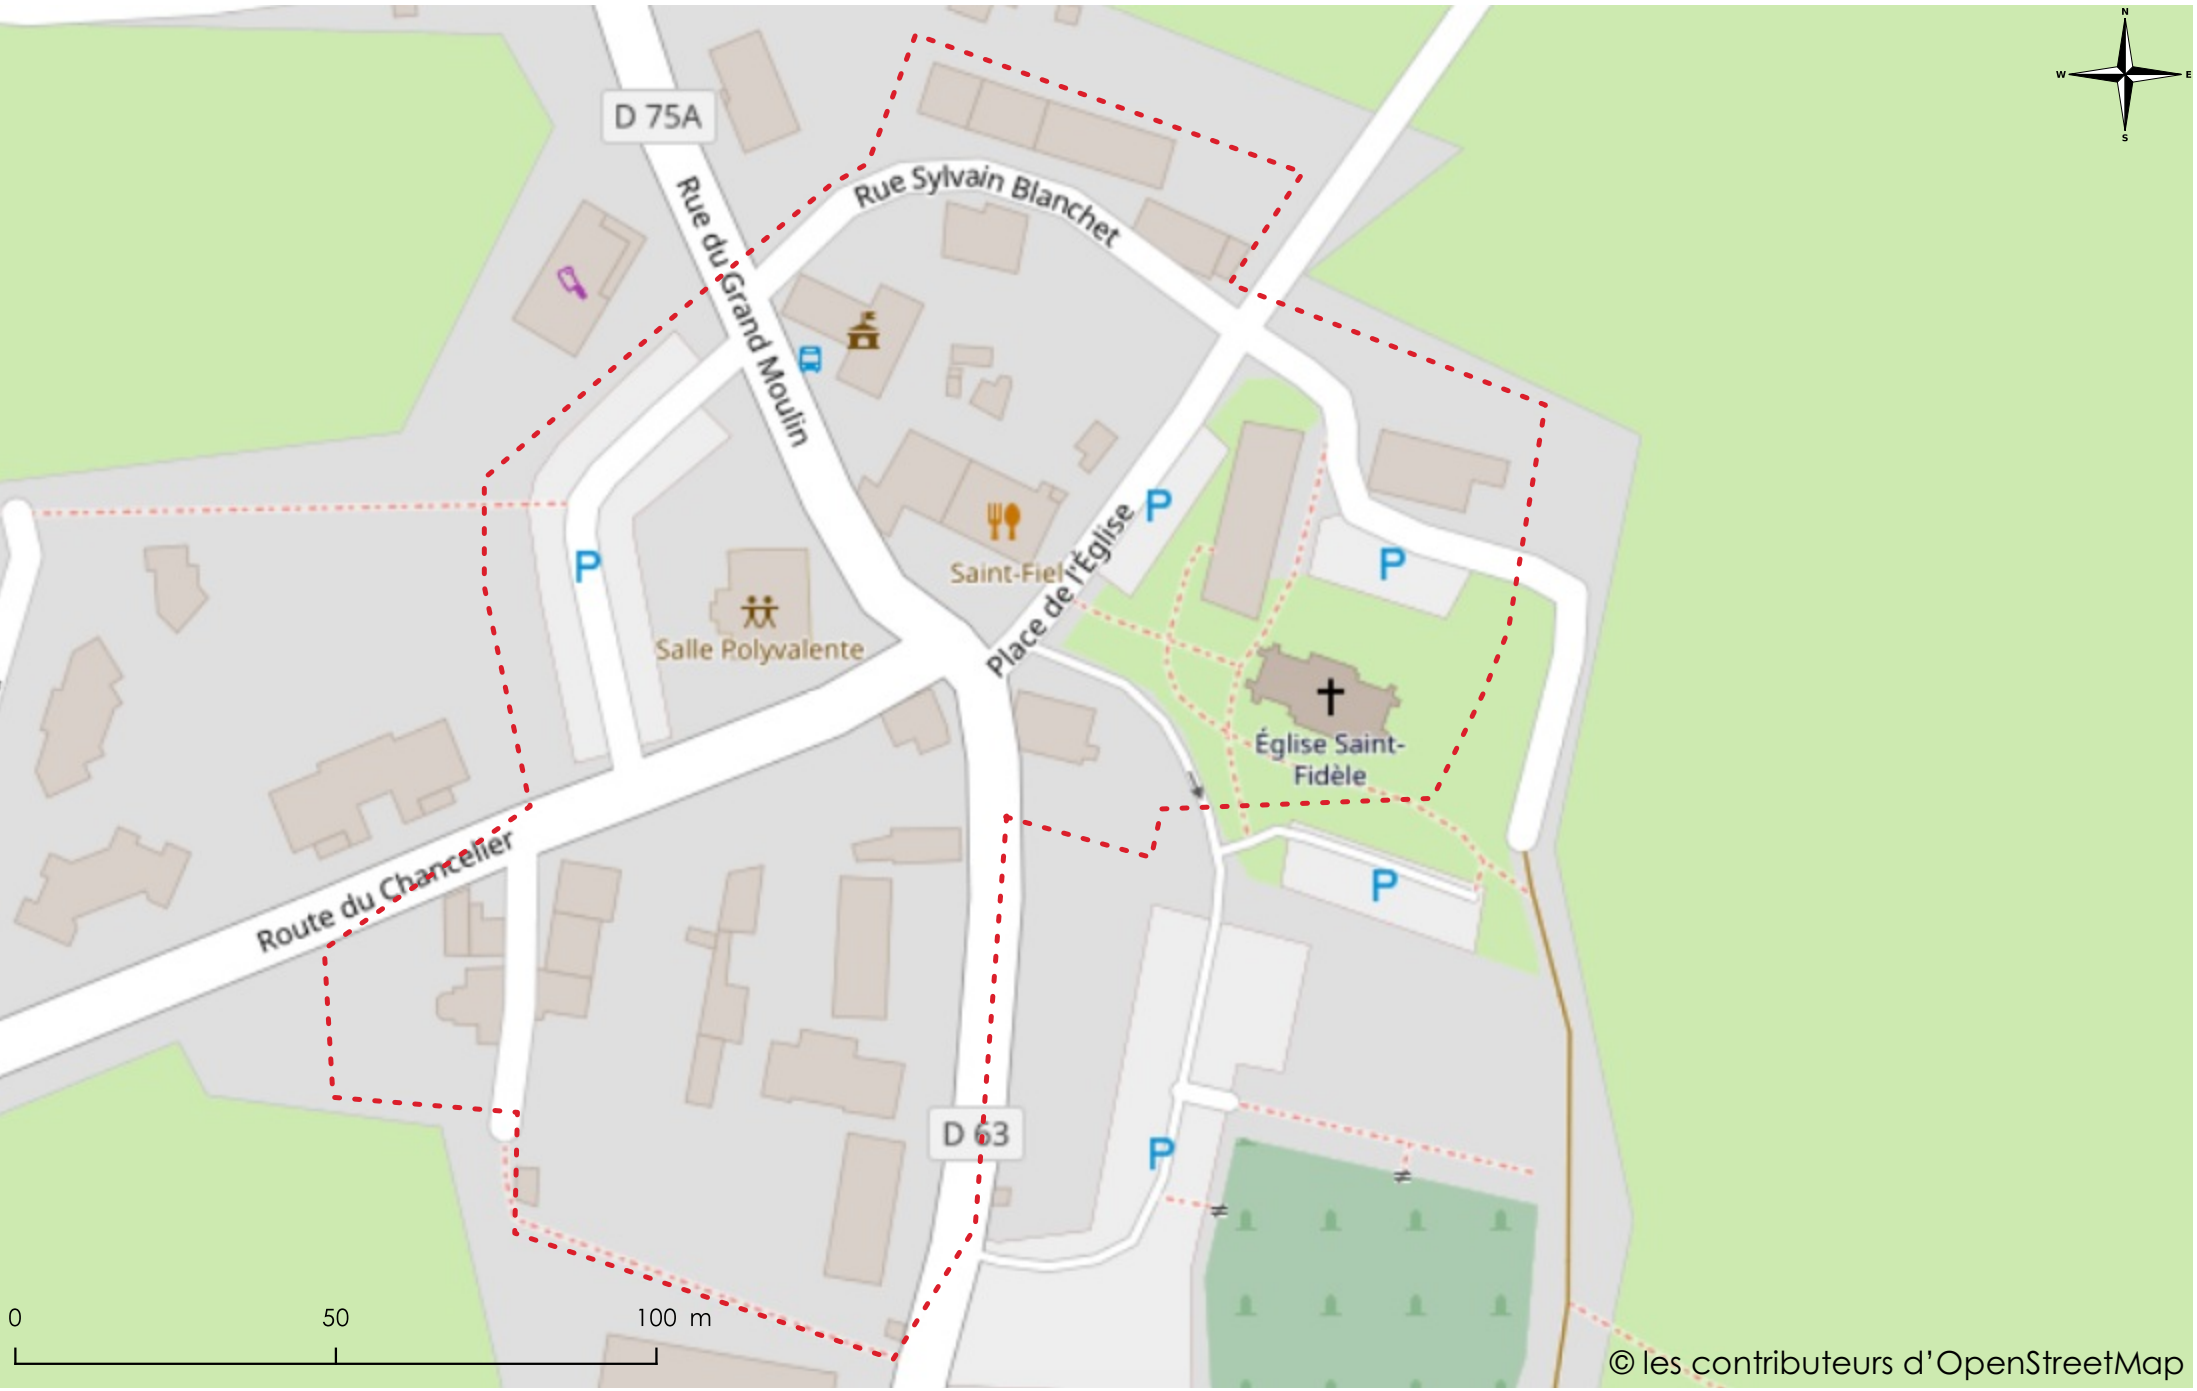 N
W E
S
D 75A
Rue du Grand Moulin
Rue Sylvain Blanchet
P
Saint-Fiel
Place de l'Église
P
P
Salle Polyvalente
Église Saint-
Fidèle
Route du Chancelier
P
D 63
P
0 50 100 m
© les contributeurs d'OpenStreetMap